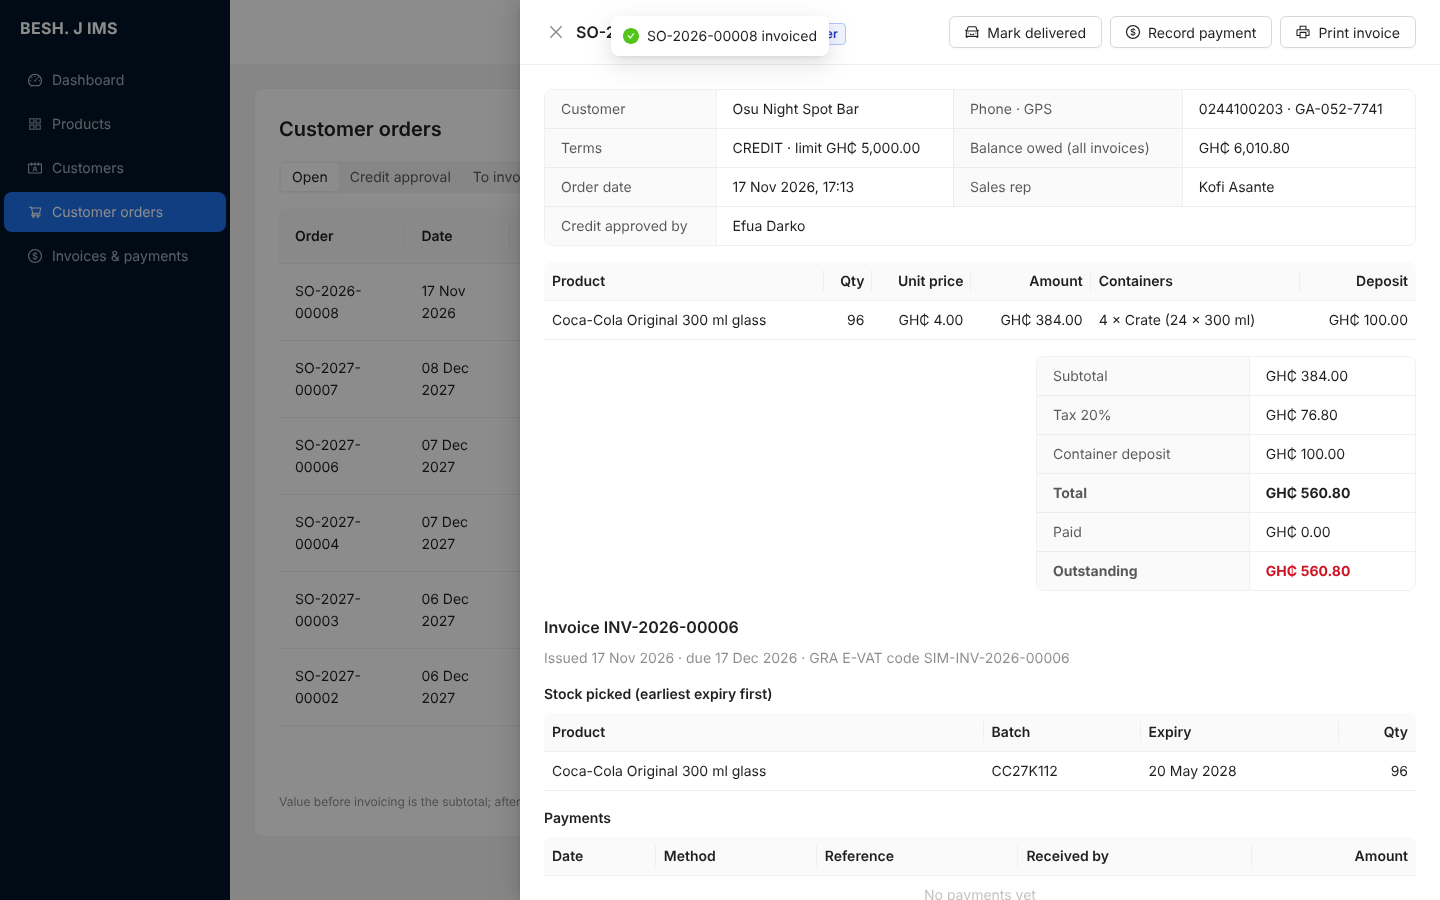 BESH. J IMS
Dashboard
Products
Customers
Customer orders
Invoices & payments
Customer orders
Open
Credit approval
To invo
Order
Date
SO-2026-00008
17 Nov 2026
SO-2027-00007
08 Dec 2027
SO-2027-00006
07 Dec 2027
SO-2027-00004
07 Dec 2027
SO-2027-00003
06 Dec 2027
SO-2027-00002
06 Dec 2027
Value before invoicing is the subtotal; after
SO-2
SO-2026-00008 invoiced
er
Mark delivered
Record payment
Print invoice
Customer
Osu Night Spot Bar
Phone · GPS
0244100203 · GA-052-7741
Terms
CREDIT · limit GH₵ 5,000.00
Balance owed (all invoices)
GH₵ 6,010.80
Order date
17 Nov 2026, 17:13
Sales rep
Kofi Asante
Credit approved by
Efua Darko
Product Qty Unit price Amount Containers Deposit
Coca-Cola Original 300 ml glass 96 GH₵ 4.00 GH₵ 384.00 4 × Crate (24 × 300 ml) GH₵ 100.00
Subtotal GH₵ 384.00
Tax 20% GH₵ 76.80
Container deposit GH₵ 100.00
Total GH₵ 560.80
Paid GH₵ 0.00
Outstanding GH₵ 560.80
Invoice INV-2026-00006
Issued 17 Nov 2026 · due 17 Dec 2026 · GRA E-VAT code SIM-INV-2026-00006
Stock picked (earliest expiry first)
Product Batch Expiry Qty
Coca-Cola Original 300 ml glass CC27K112 20 May 2028 96
Payments
Date Method Reference Received by Amount
No payments yet